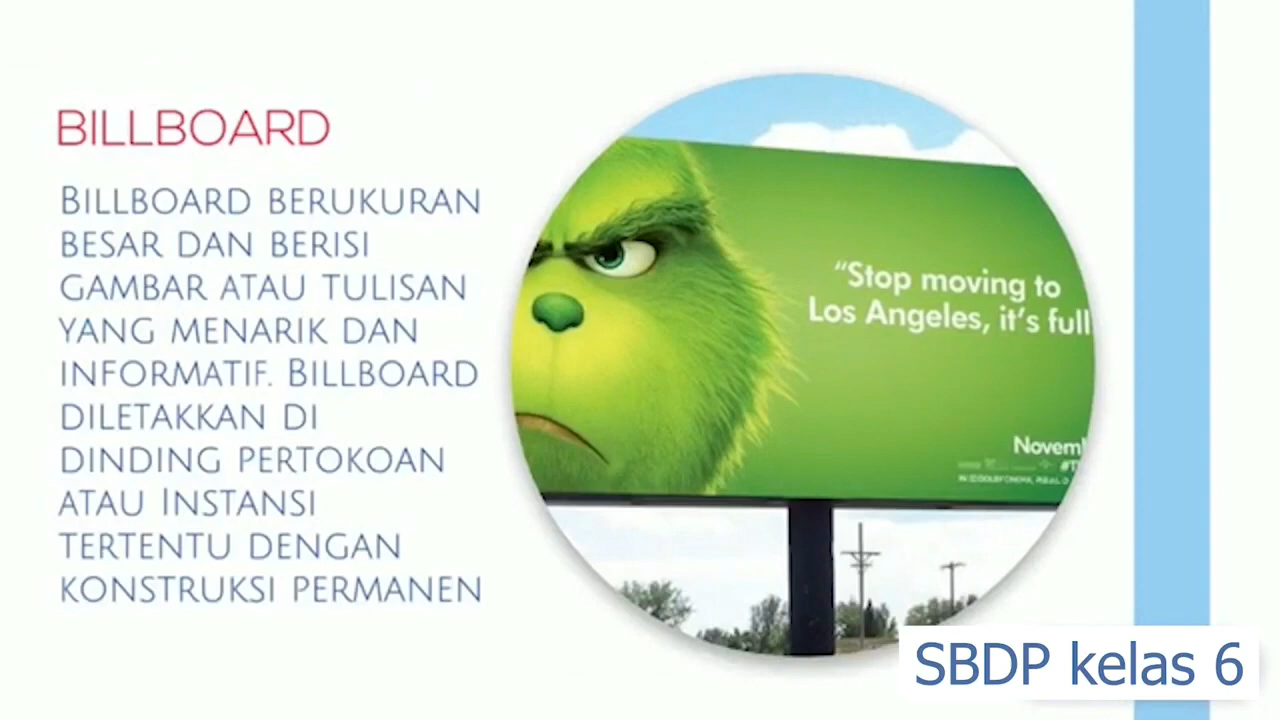 BILLBOARD
BILLBOARD BERUKURAN
BESAR DAN BERISI
GAMBAR ATAU TULISAN
YANG MENARIK DAN
INFORMATIF. BILLBOARD
DILETAKKAN DI
DINDING PERTOKOAN
ATAU INSTANSI
TERTENTU DENGAN
KONSTRUKSI PERMANEN
“Stop moving to
Los Angeles, it’s full
SBDP kelas 6